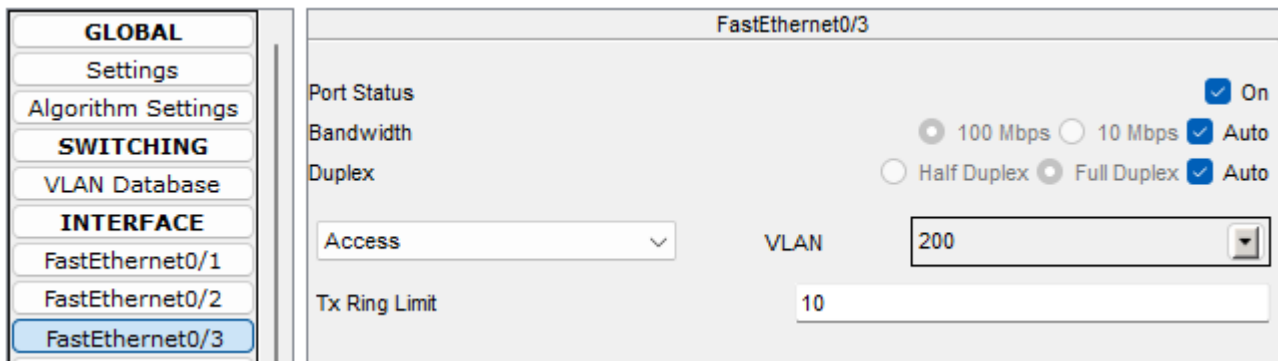 GLOBAL
Settings
Algorithm Settings
SWITCHING
VLAN Database
INTERFACE
FastEthernet0/1
FastEthernet0/2
FastEthernet0/3
FastEthernet0/3
Port Status On
Bandwidth 100 Mbps 10 Mbps Auto
Duplex Half Duplex Full Duplex Auto
Access VLAN 200
Tx Ring Limit 10